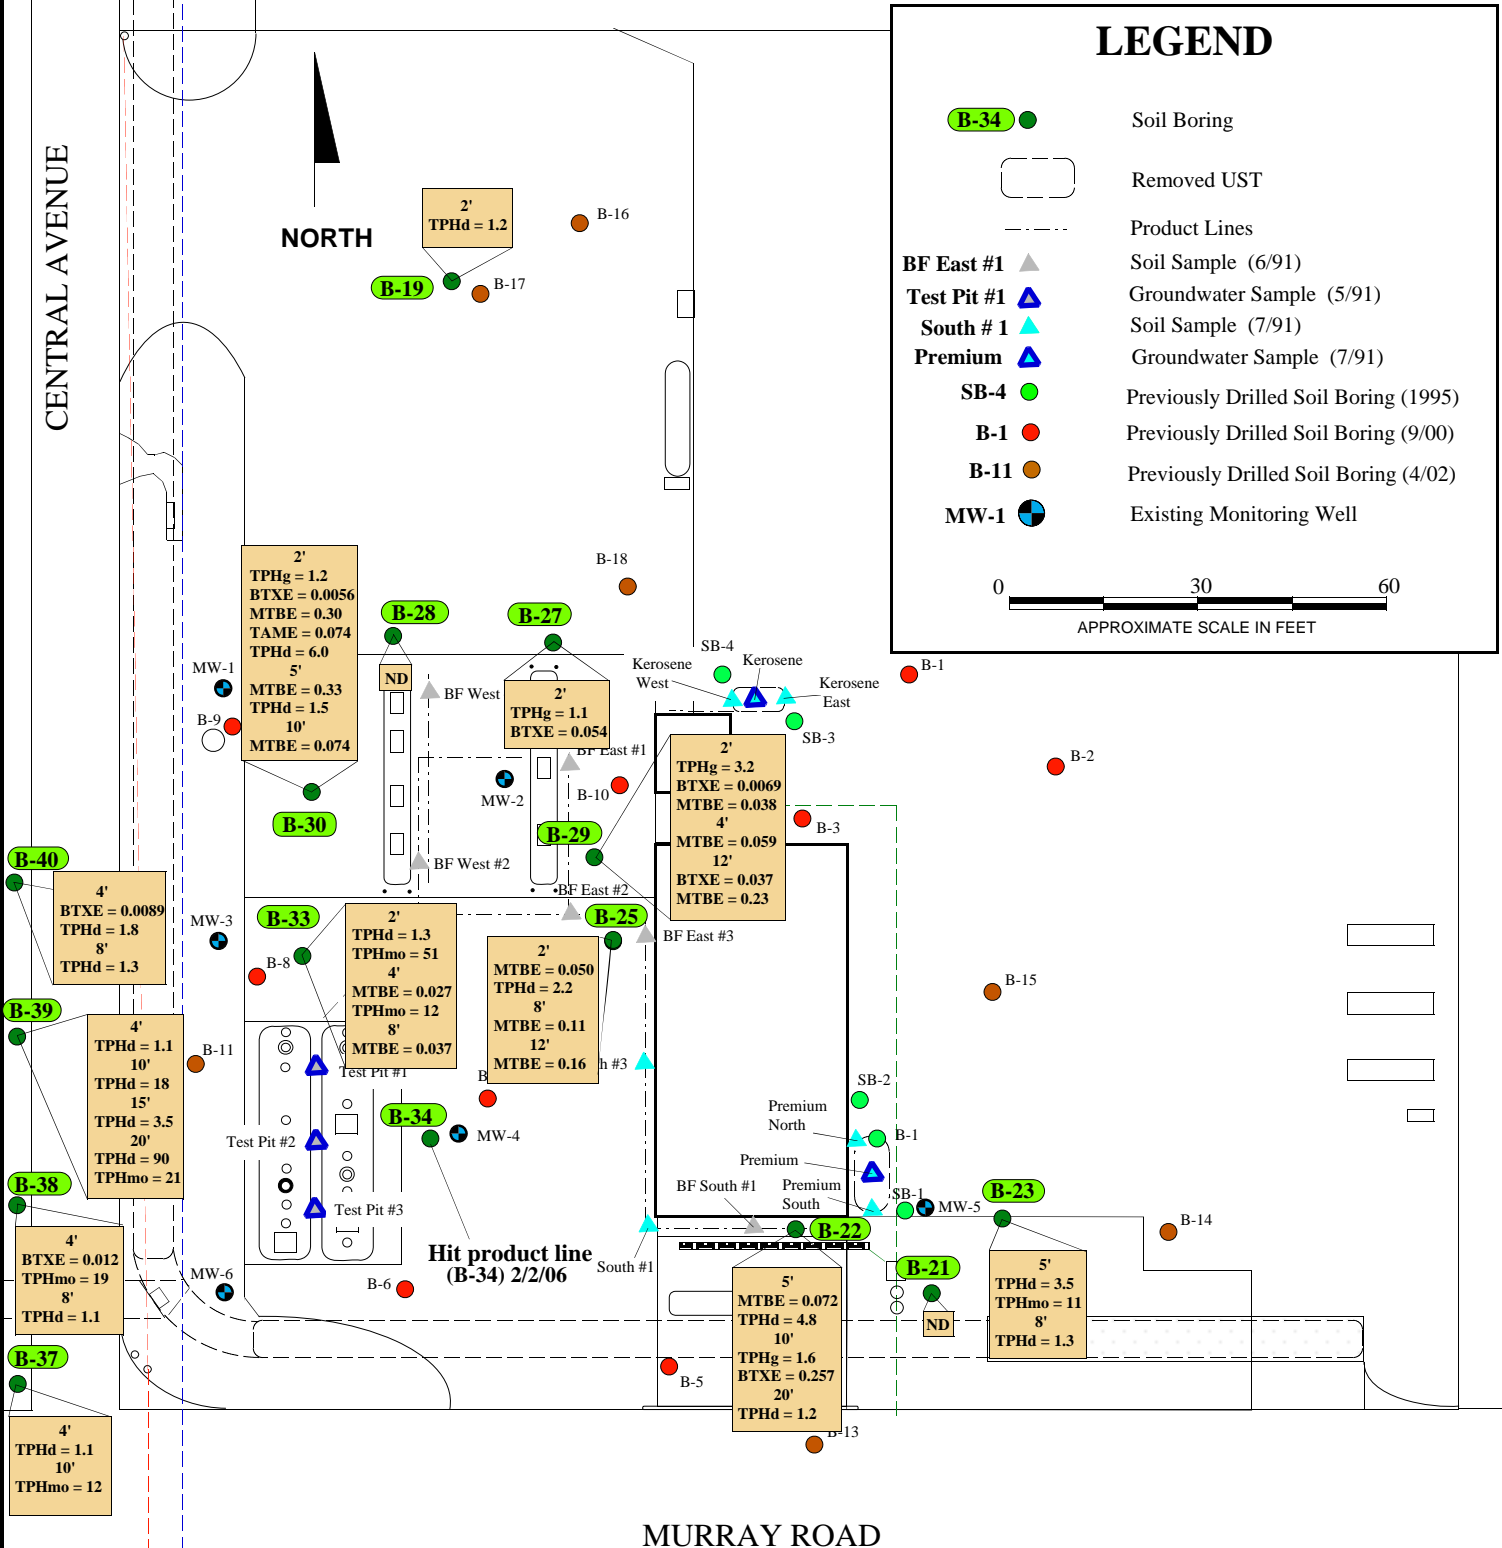 LEGEND
B-34
Soil Boring
Removed UST
Product Lines
BF East #1
Soil Sample (6/91)
Test Pit #1
Groundwater Sample (5/91)
South # 1
Soil Sample (7/91)
Premium
Groundwater Sample (7/91)
SB-4
Previously Drilled Soil Boring (1995)
B-1
Previously Drilled Soil Boring (9/00)
B-11
Previously Drilled Soil Boring (4/02)
MW-1
Existing Monitoring Well
0
30
60
APPROXIMATE SCALE IN FEET
CENTRAL AVENUE
NORTH
2'
TPHd = 1.2
B-19
B-16
B-17
B-18
2'
TPHg = 1.2
BTXE = 0.0056
MTBE = 0.30
TAME = 0.074
TPHd = 6.0
5'
MTBE = 0.33
TPHd = 1.5
10'
MTBE = 0.074
B-30
MW-1
B-9
B-28
ND
BF West
B-27
2'
TPHg = 1.1
BTXE = 0.054
BF East #1
MW-2
B-10
B-29
BF West #2
BF East #2
SB-4
Kerosene
Kerosene
West
Kerosene
East
SB-3
B-1
B-2
B-3
2'
TPHg = 3.2
BTXE = 0.0069
MTBE = 0.038
4'
MTBE = 0.059
12'
BTXE = 0.037
MTBE = 0.23
B-40
4'
BTXE = 0.0089
TPHd = 1.8
8'
TPHd = 1.3
MW-3
B-33
B-8
2'
TPHd = 1.3
TPHmo = 51
4'
MTBE = 0.027
TPHmo = 12
8'
MTBE = 0.037
B-25
BF East #3
2'
MTBE = 0.050
TPHd = 2.2
8'
MTBE = 0.11
12'
MTBE = 0.16
h #3
B-15
B-39
4'
TPHd = 1.1
10'
TPHd = 18
15'
TPHd = 3.5
20'
TPHd = 90
TPHmo = 21
B-11
Test Pit #1
B
B-34
MW-4
Test Pit #2
Test Pit #3
SB-2
Premium
North
B-1
Premium
BF South #1
Premium
South
SB-1
MW-5
B-23
B-14
B-38
4'
BTXE = 0.012
TPHmo = 19
8'
TPHd = 1.1
MW-6
B-6
Hit product line
(B-34) 2/2/06
South #1
B-22
B-21
ND
5'
TPHd = 3.5
TPHmo = 11
8'
TPHd = 1.3
5'
MTBE = 0.072
TPHd = 4.8
10'
TPHg = 1.6
BTXE = 0.257
20'
TPHd = 1.2
B-5
B-13
B-37
4'
TPHd = 1.1
10'
TPHmo = 12
MURRAY ROAD